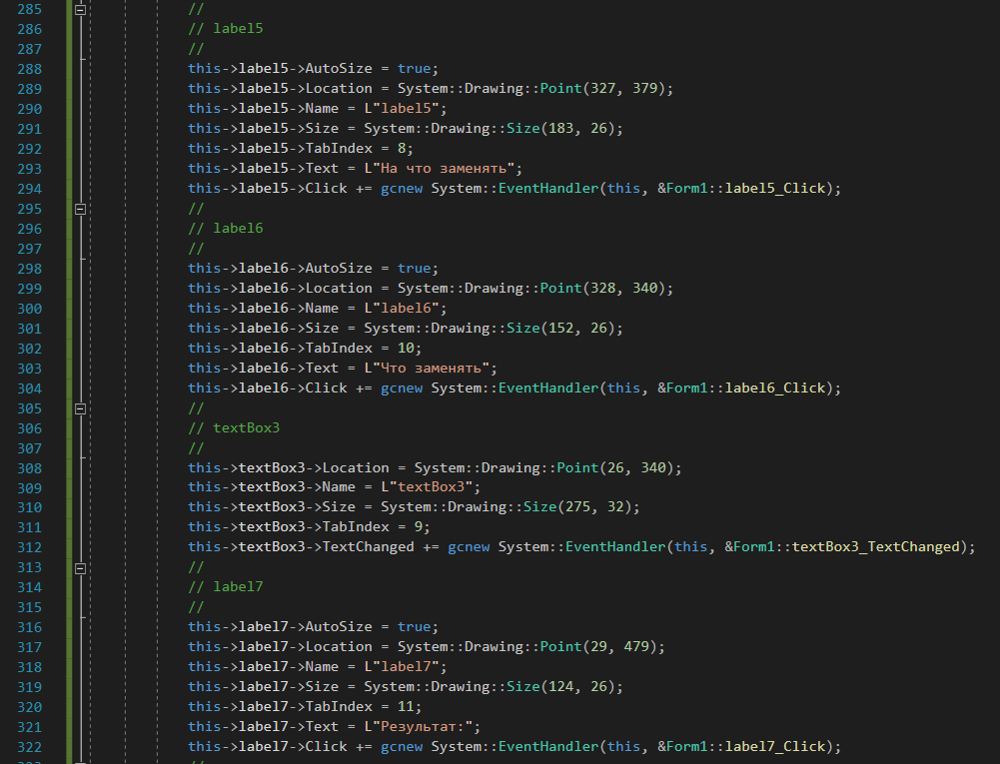 285 //
286 // label5
287 //
288 this->label5->AutoSize = true;
289 this->label5->Location = System::Drawing::Point(327, 379);
290 this->label5->Name = L"label5";
291 this->label5->Size = System::Drawing::Size(183, 26);
292 this->label5->TabIndex = 8;
293 this->label5->Text = L"На что заменять";
294 this->label5->Click += gcnew System::EventHandler(this, &Form1::label5_Click);
295 //
296 // label6
297 //
298 this->label6->AutoSize = true;
299 this->label6->Location = System::Drawing::Point(328, 340);
300 this->label6->Name = L"label6";
301 this->label6->Size = System::Drawing::Size(152, 26);
302 this->label6->TabIndex = 10;
303 this->label6->Text = L"Что заменять";
304 this->label6->Click += gcnew System::EventHandler(this, &Form1::label6_Click);
305 //
306 // textBox3
307 //
308 this->textBox3->Location = System::Drawing::Point(26, 340);
309 this->textBox3->Name = L"textBox3";
310 this->textBox3->Size = System::Drawing::Size(275, 32);
311 this->textBox3->TabIndex = 9;
312 this->textBox3->TextChanged += gcnew System::EventHandler(this, &Form1::textBox3_TextChanged);
313 //
314 // label7
315 //
316 this->label7->AutoSize = true;
317 this->label7->Location = System::Drawing::Point(29, 479);
318 this->label7->Name = L"label7";
319 this->label7->Size = System::Drawing::Size(124, 26);
320 this->label7->TabIndex = 11;
321 this->label7->Text = L"Результат:";
322 this->label7->Click += gcnew System::EventHandler(this, &Form1::label7_Click);